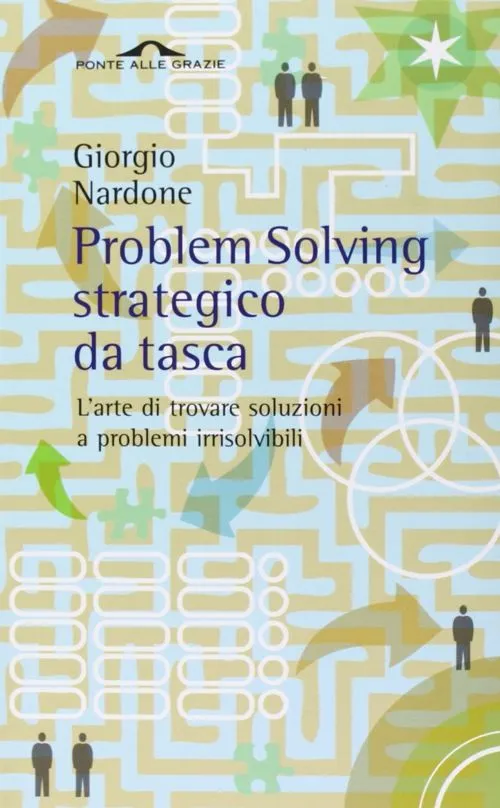 PONTE ALLE GRAZIE
Giorgio
Nardone
Problem Solving
strategico
da tasca
L'arte di trovare soluzioni
a problemi irrisolvibili